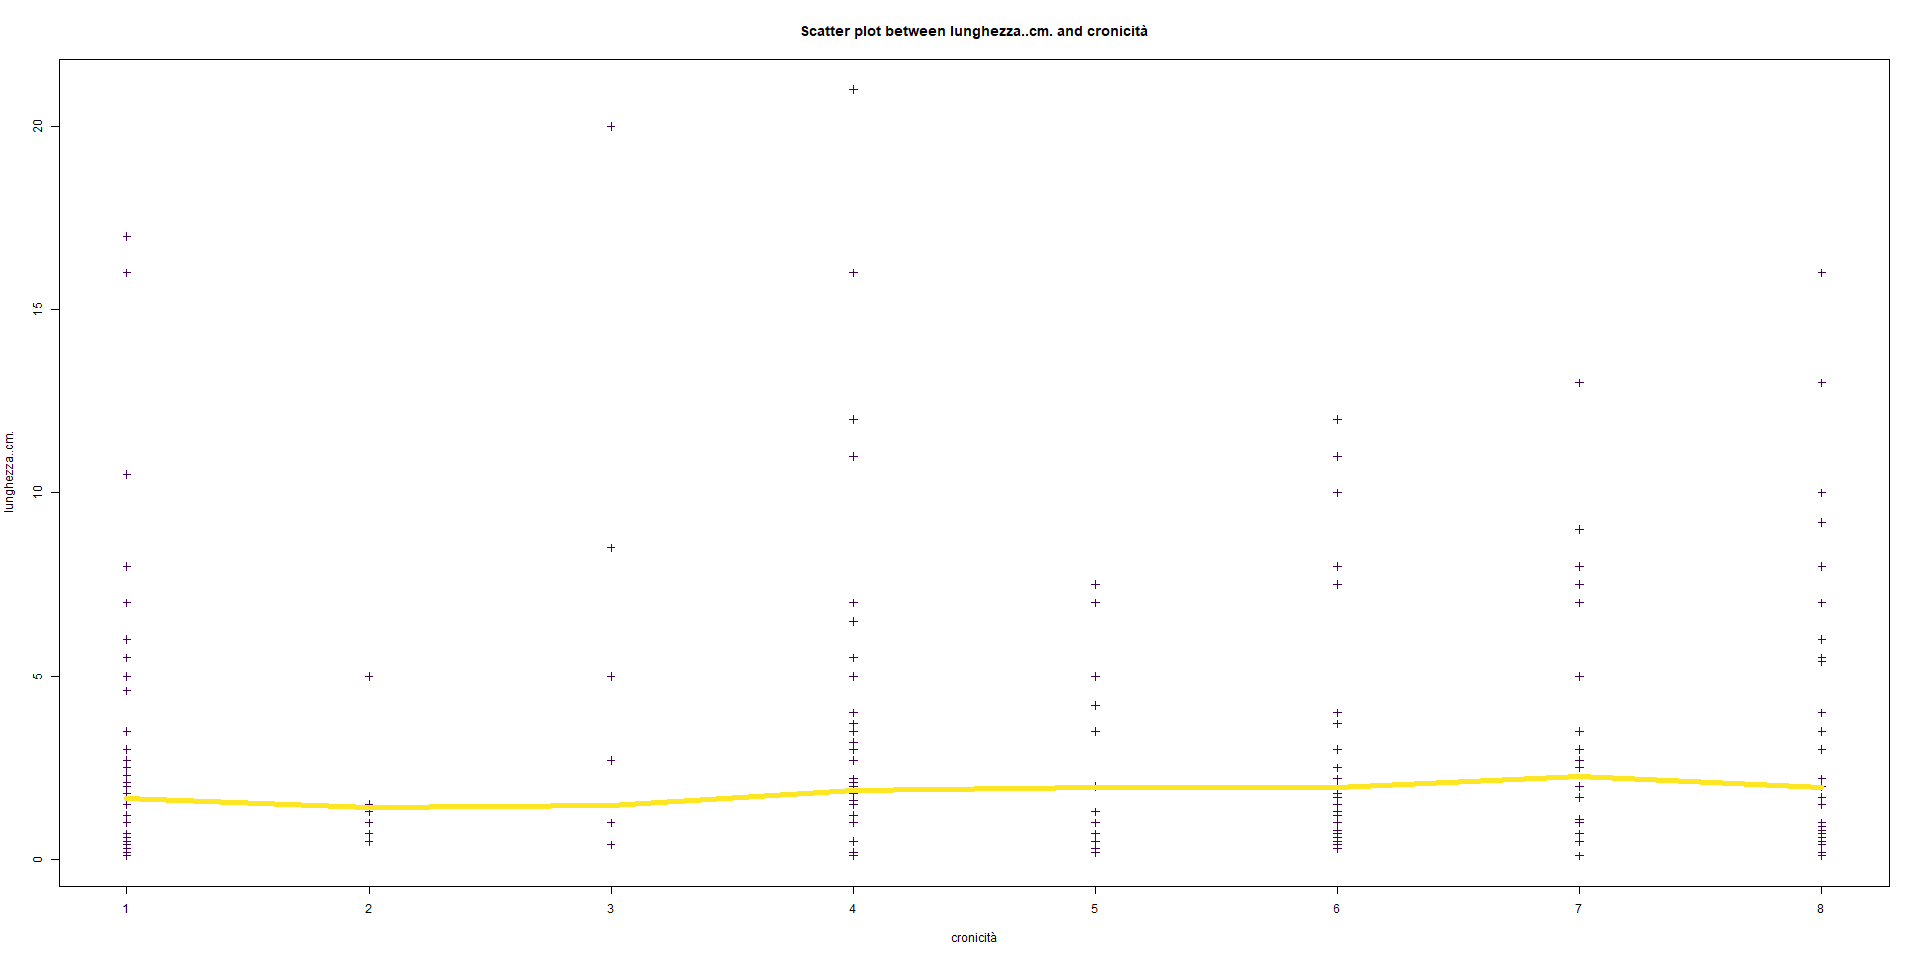 Scatter plot between lunghezza..cm. and cronicità
lunghezza..cm.
20
15
10
5
0
1 2 3 4 5 6 7 8
cronicità